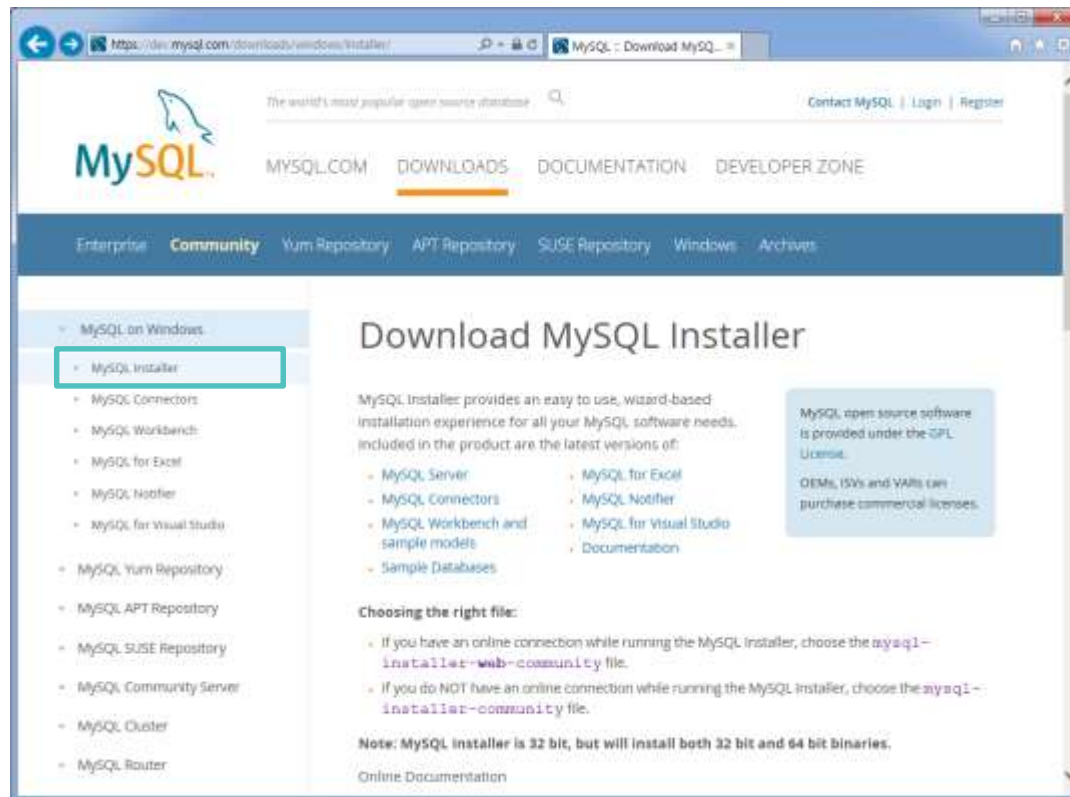 https://dev.mysql.com/downloads/windows/installer/
MySQL :: Download MySQ...
The world's most popular open source database
Contact MySQL | Login | Register
MySQL
MYSQL.COM DOWNLOADS DOCUMENTATION DEVELOPER ZONE
Enterprise Community Yum Repository APT Repository SUSE Repository Windows Archives
MySQL on Windows
MySQL Installer
MySQL Connectors
MySQL Workbench
MySQL for Excel
MySQL Notifier
MySQL for Visual Studio
MySQL Yum Repository
MySQL APT Repository
MySQL SUSE Repository
MySQL Community Server
MySQL Cluster
MySQL Router
Download MySQL Installer
MySQL Installer provides an easy to use, wizard-based
installation experience for all your MySQL software needs.
Included in the product are the latest versions of:
MySQL Server
MySQL Connectors
MySQL Workbench and
sample models
Sample Databases
MySQL for Excel
MySQL Notifier
MySQL for Visual Studio
Documentation
MySQL open source software
is provided under the GPL
License.
OEMs, ISVs and VARs can
purchase commercial licenses.
Choosing the right file:
If you have an online connection while running the MySQL Installer, choose the mysql-
installer-web-community file.
If you do NOT have an online connection while running the MySQL Installer, choose the mysql-
installer-community file.
Note: MySQL Installer is 32 bit, but will install both 32 bit and 64 bit binaries.
Online Documentation